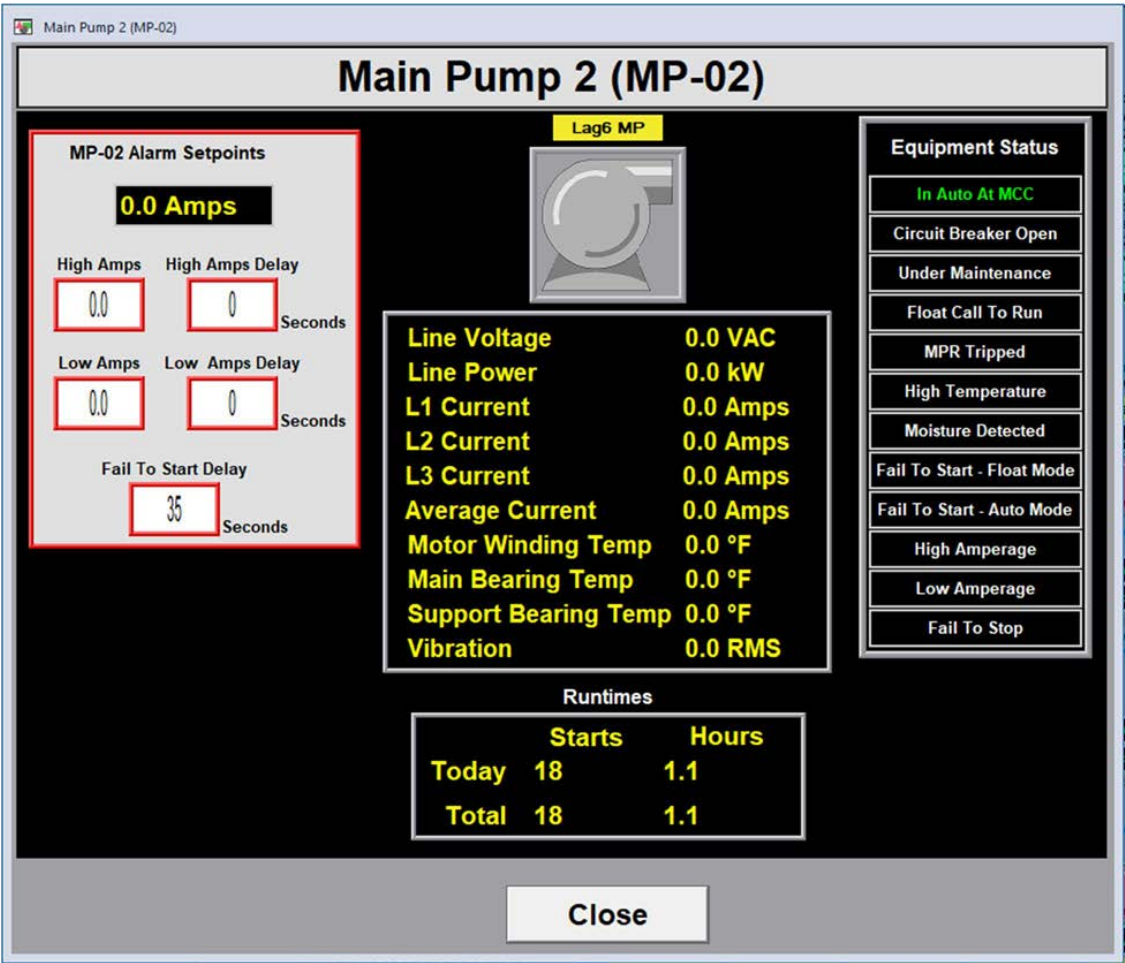 Main Pump 2 (MP-02)
Main Pump 2 (MP-02)
MP-02 Alarm Setpoints
0.0 Amps
High Amps High Amps Delay
0.0 0 Seconds
Low Amps Low Amps Delay
0.0 0 Seconds
Fail To Start Delay
35 Seconds
Lag6 MP
Line Voltage 0.0 VAC
Line Power 0.0 kW
L1 Current 0.0 Amps
L2 Current 0.0 Amps
L3 Current 0.0 Amps
Average Current 0.0 Amps
Motor Winding Temp 0.0 °F
Main Bearing Temp 0.0 °F
Support Bearing Temp 0.0 °F
Vibration 0.0 RMS
Runtimes
Starts Hours
Today 18 1.1
Total 18 1.1
Equipment Status
In Auto At MCC
Circuit Breaker Open
Under Maintenance
Float Call To Run
MPR Tripped
High Temperature
Moisture Detected
Fail To Start - Float Mode
Fail To Start - Auto Mode
High Amperage
Low Amperage
Fail To Stop
Close